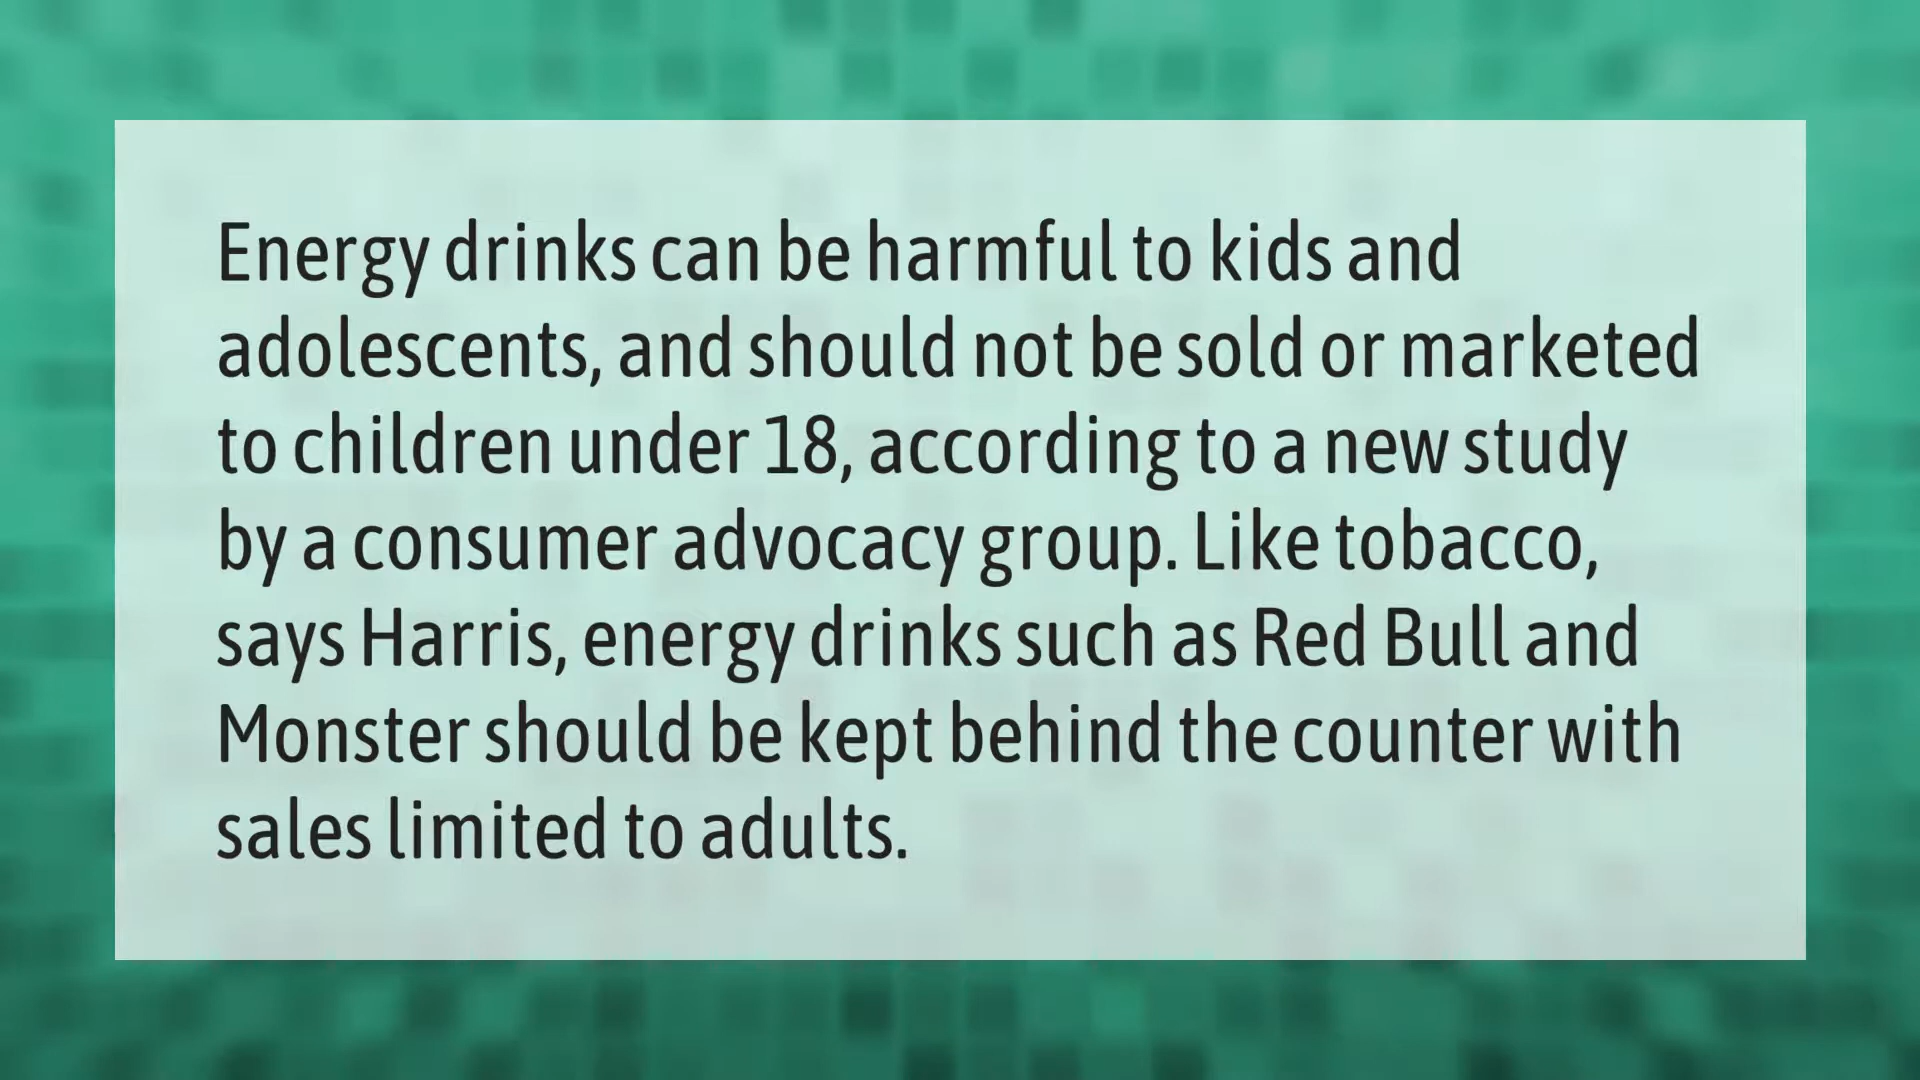 Energy drinks can be harmful to kids and
adolescents, and should not be sold or marketed
to children under 18, according to a new study
by a consumer advocacy group. Like tobacco,
says Harris, energy drinks such as Red Bull and
Monster should be kept behind the counter with
sales limited to adults.